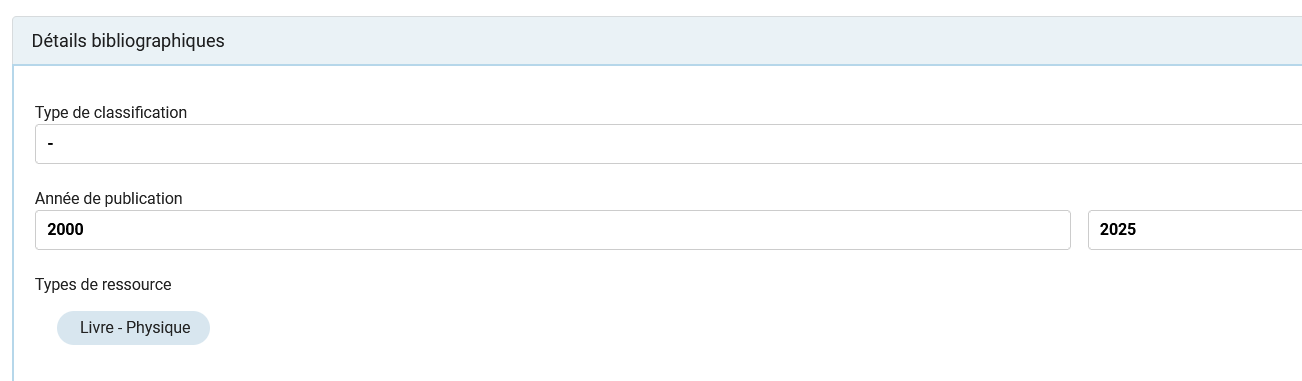 Détails bibliographiques
Type de classification
-
Année de publication
2000 2025
Types de ressource
Livre - Physique